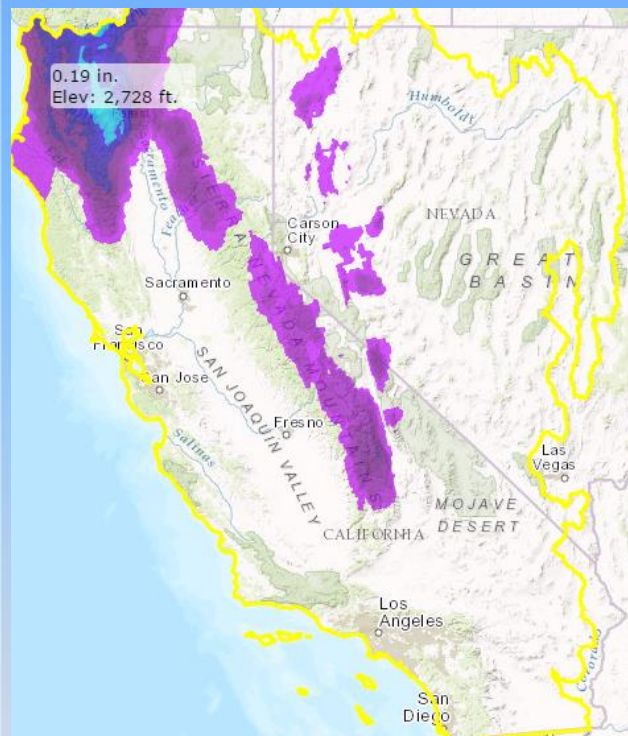 0.19 in.
Elev: 2,728 ft.
Humboldt
Sacramento
SIERRA NEVADA MOUNTAINS
Carson
City
NEVADA
GREAT
BASIN
Sacramento
San
Francisco
San Jose
SAN JOAQUIN VALLEY
Fresno
Salinas
Las
Vegas
MOJAVE
DESERT
CALIFORNIA
Los
Angeles
Colorado
San
Diego